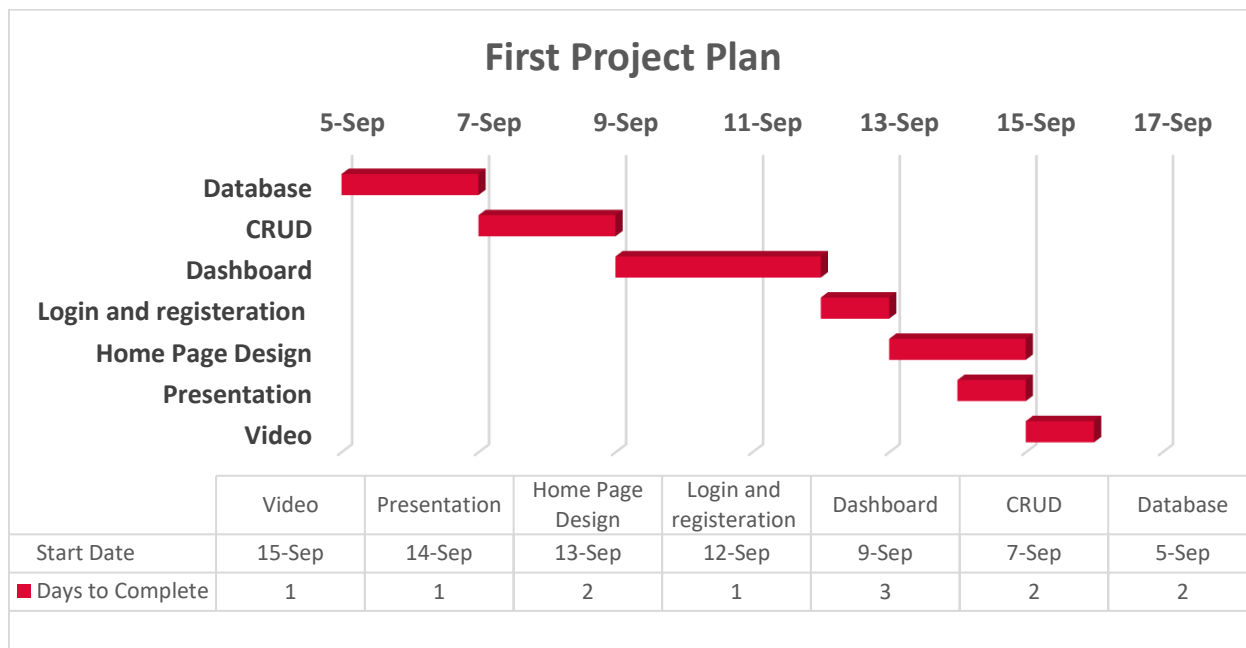 First Project Plan
5-Sep 7-Sep 9-Sep 11-Sep 13-Sep 15-Sep 17-Sep
Database
CRUD
Dashboard
Login and registeration
Home Page Design
Presentation
Video
Video Presentation Home Page Design Login and registeration Dashboard CRUD Database
Start Date 15-Sep 14-Sep 13-Sep 12-Sep 9-Sep 7-Sep 5-Sep
Days to Complete 1 1 2 1 3 2 2